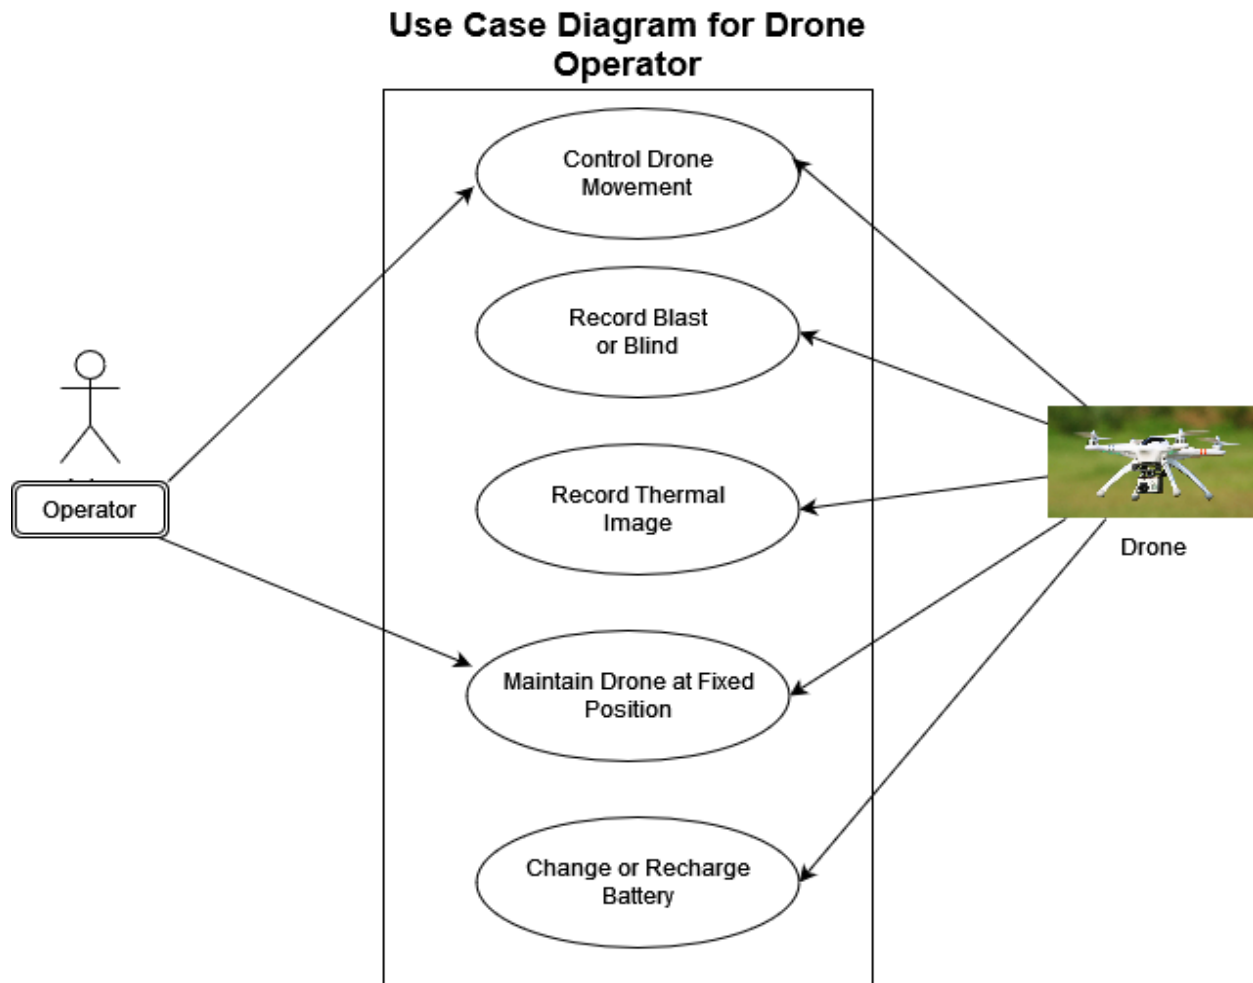 Use Case Diagram for Drone
Operator
Control Drone
Movement
Record Blast
or Blind
Record Thermal
Image
Operator
Drone
Maintain Drone at Fixed
Position
Change or Recharge
Battery